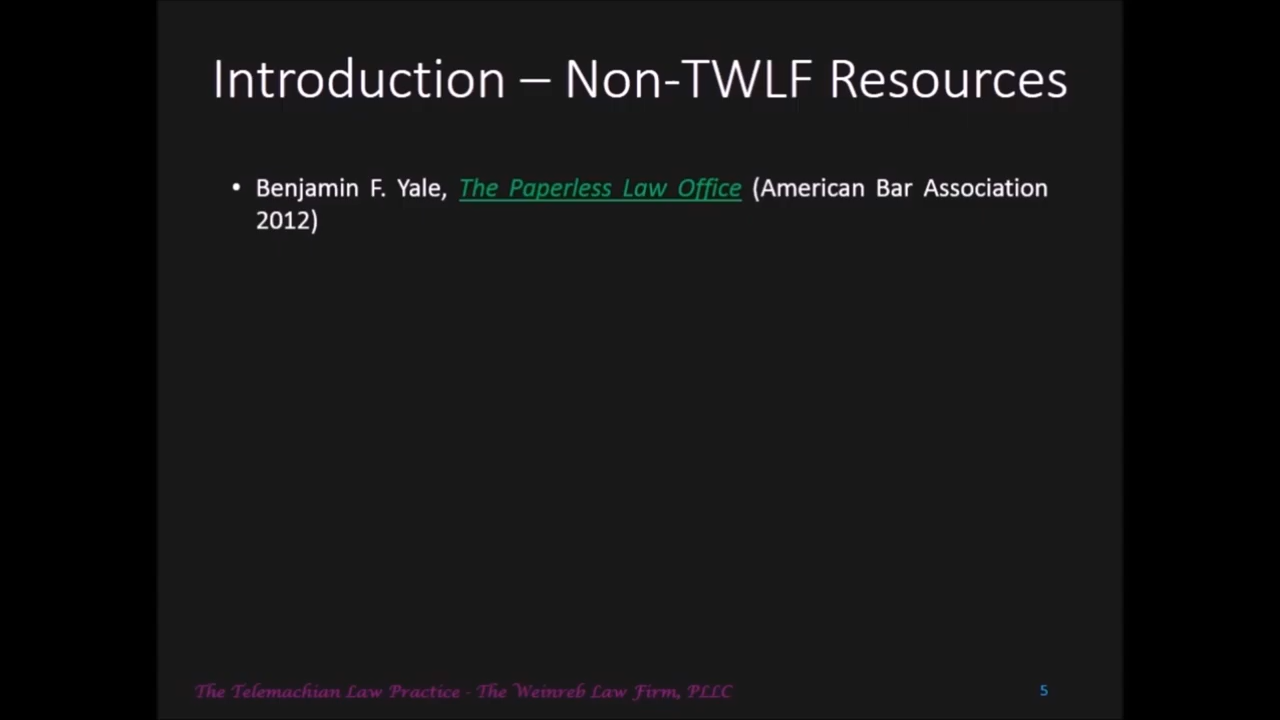 Introduction – Non-TWLF Resources
• Benjamin F. Yale, The Paperless Law Office (American Bar Association
2012)
The Telemachian Law Practice - The Weinreb Law Firm, PLLC
5